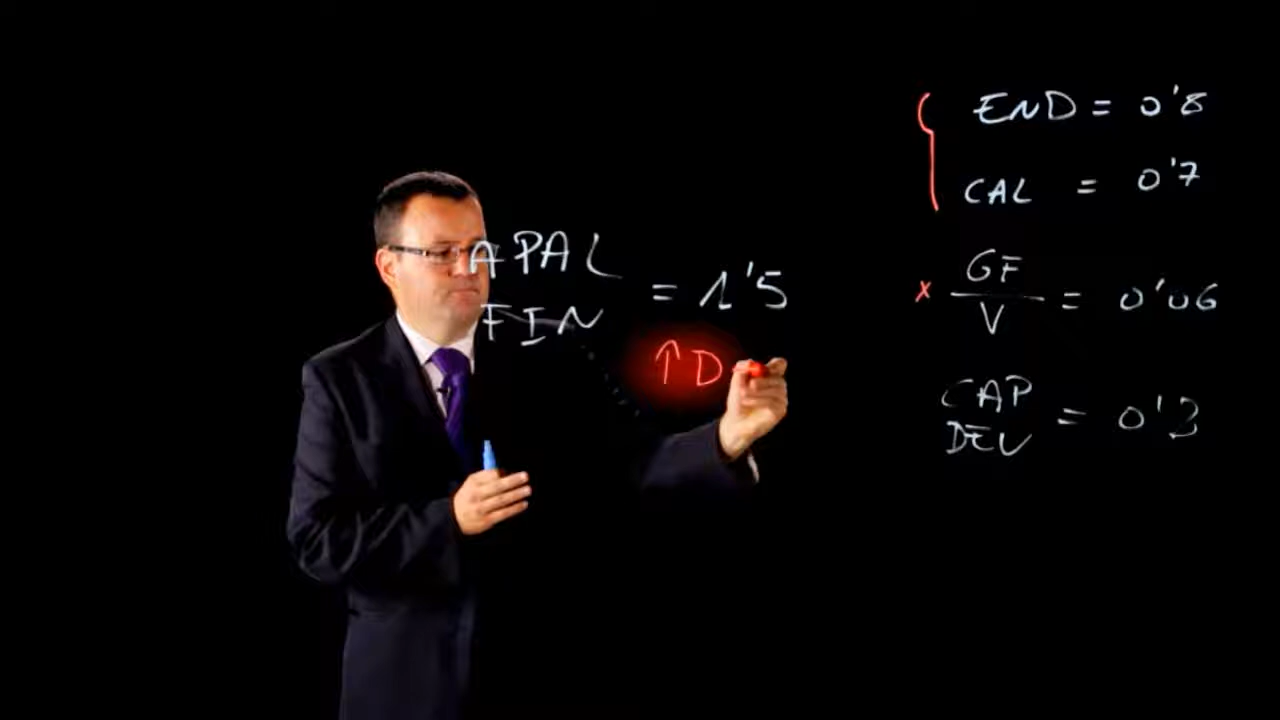 APAL
FIN = 1'5
↑ D
END = 0'8
CAL = 0'7
x GF
V = 0'06
CAP
DEV = 0'3